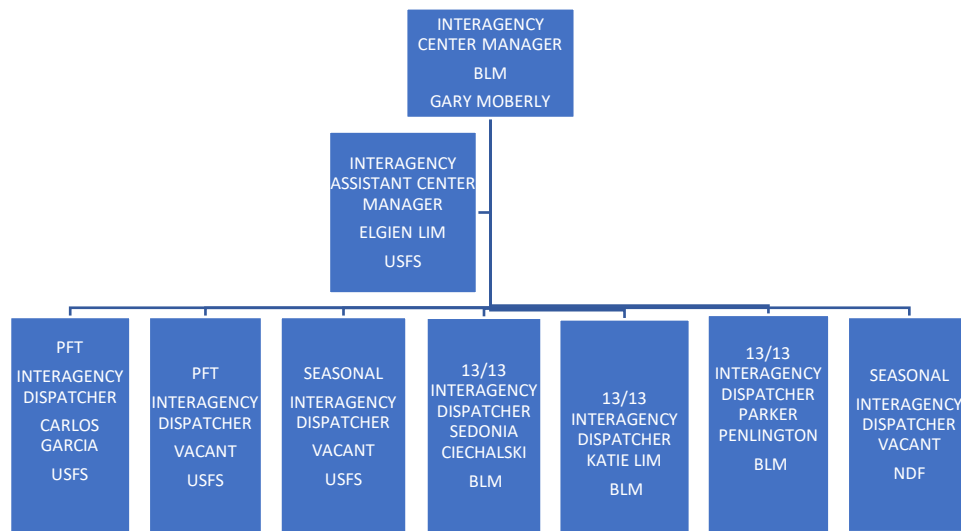 INTERAGENCY
CENTER MANAGER
BLM
GARY MOBERLY
INTERAGENCY
ASSISTANT CENTER
MANAGER
ELGIEN LIM
USFS
PFT
INTERAGENCY
DISPATCHER
CARLOS
GARCIA
USFS
PFT
INTERAGENCY
DISPATCHER
VACANT
USFS
SEASONAL
INTERAGENCY
DISPATCHER
VACANT
USFS
13/13
INTERAGENCY
DISPATCHER
SEDONIA
CIECHALSKI
BLM
13/13
INTERAGENCY
DISPATCHER
KATIE LIM
BLM
13/13
INTERAGENCY
DISPATCHER
PARKER
PENLINGTON
BLM
SEASONAL
INTERAGENCY
DISPATCHER
VACANT
NDF